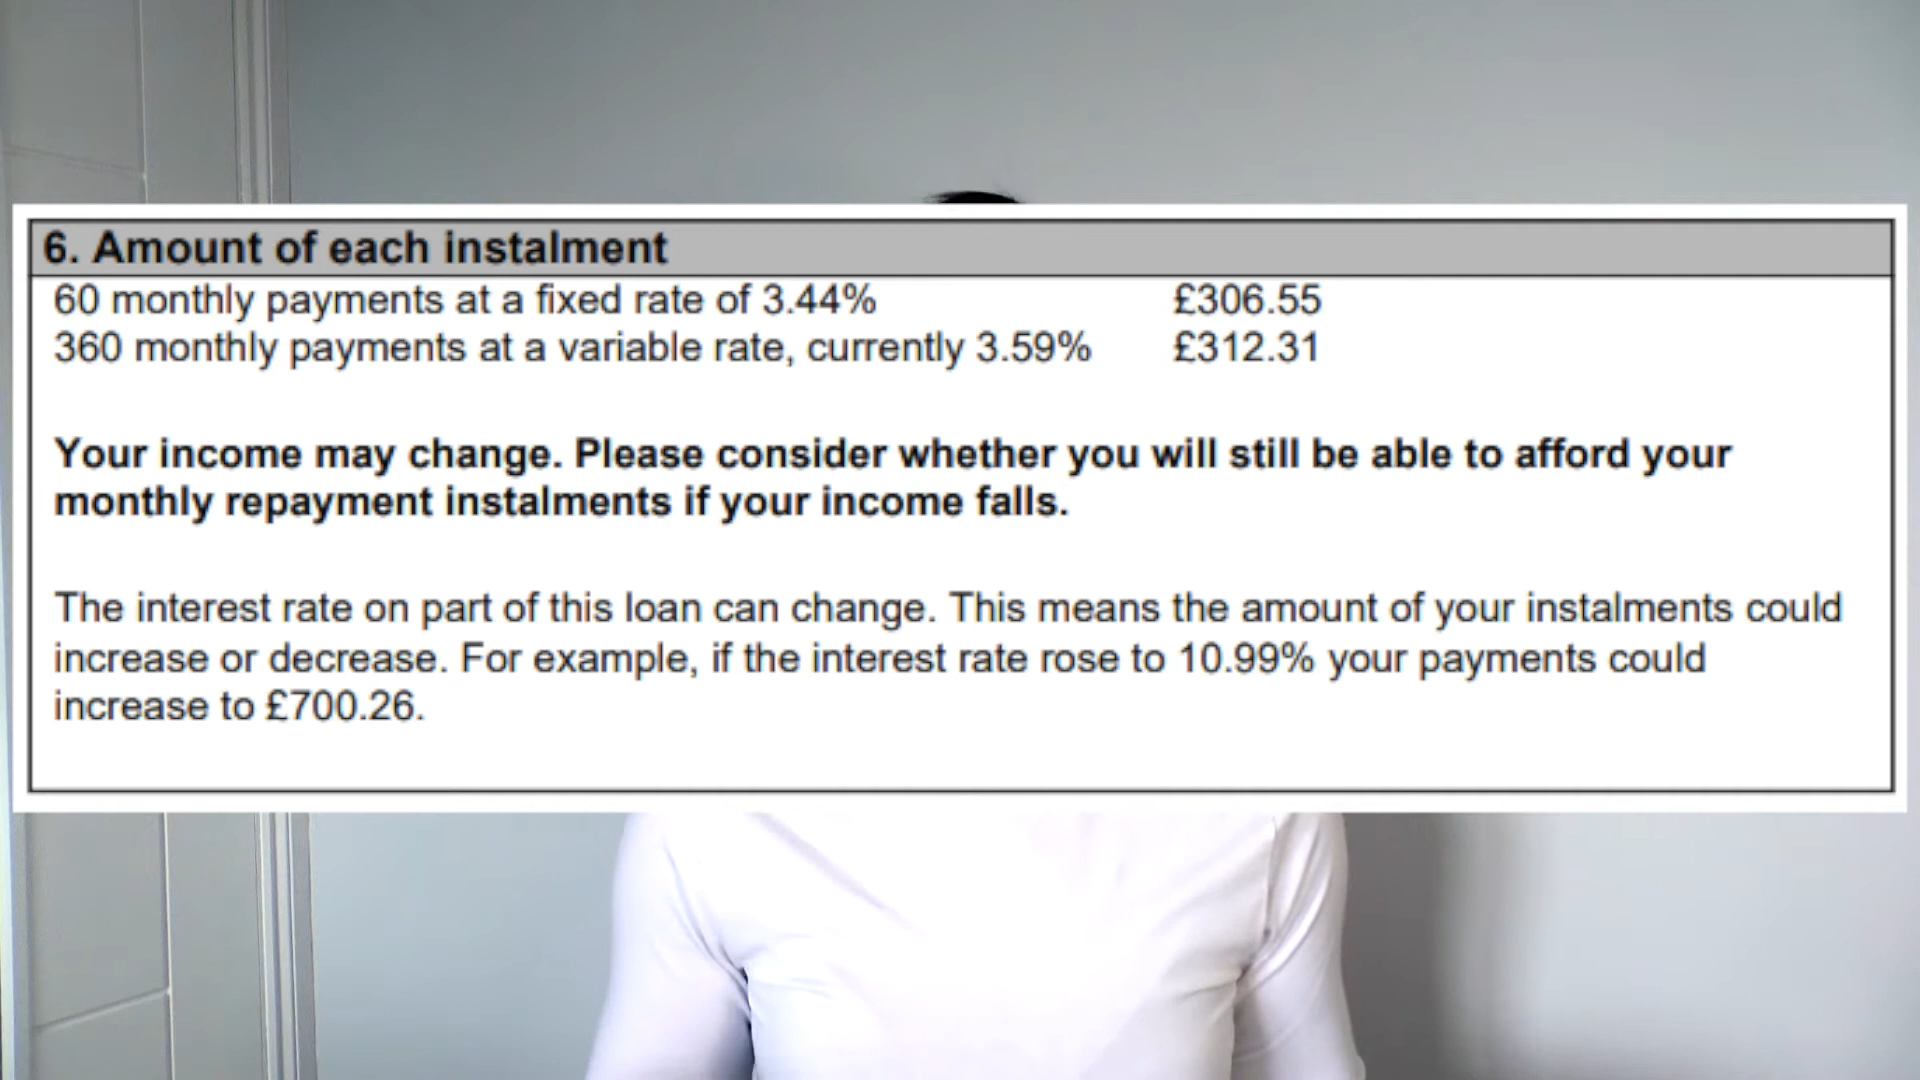 6. Amount of each instalment
60 monthly payments at a fixed rate of 3.44% £306.55
360 monthly payments at a variable rate, currently 3.59% £312.31
Your income may change. Please consider whether you will still be able to afford your
monthly repayment instalments if your income falls.
The interest rate on part of this loan can change. This means the amount of your instalments could
increase or decrease. For example, if the interest rate rose to 10.99% your payments could
increase to £700.26.